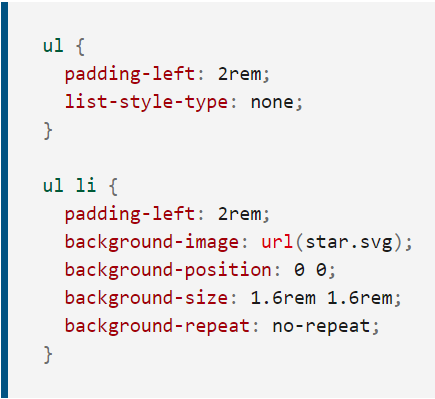 ul {
  padding-left: 2rem;
  list-style-type: none;
}

ul li {
  padding-left: 2rem;
  background-image: url(star.svg);
  background-position: 0 0;
  background-size: 1.6rem 1.6rem;
  background-repeat: no-repeat;
}